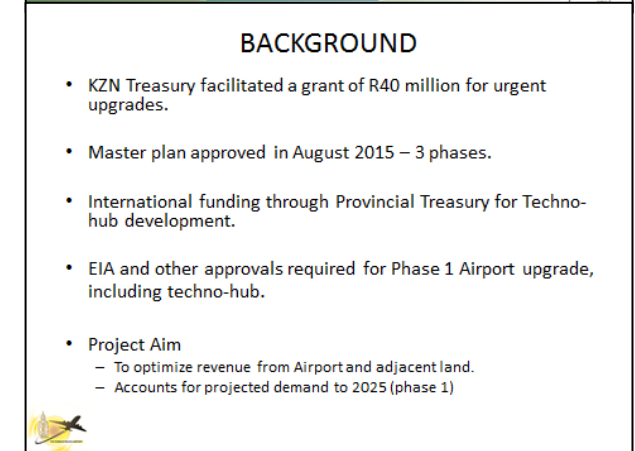 BACKGROUND
• KZN Treasury facilitated a grant of R40 million for urgent
upgrades.
• Master plan approved in August 2015 – 3 phases.
• International funding through Provincial Treasury for Techno-
hub development.
• EIA and other approvals required for Phase 1 Airport upgrade,
including techno-hub.
• Project Aim
– To optimize revenue from Airport and adjacent land.
– Accounts for projected demand to 2025 (phase 1)